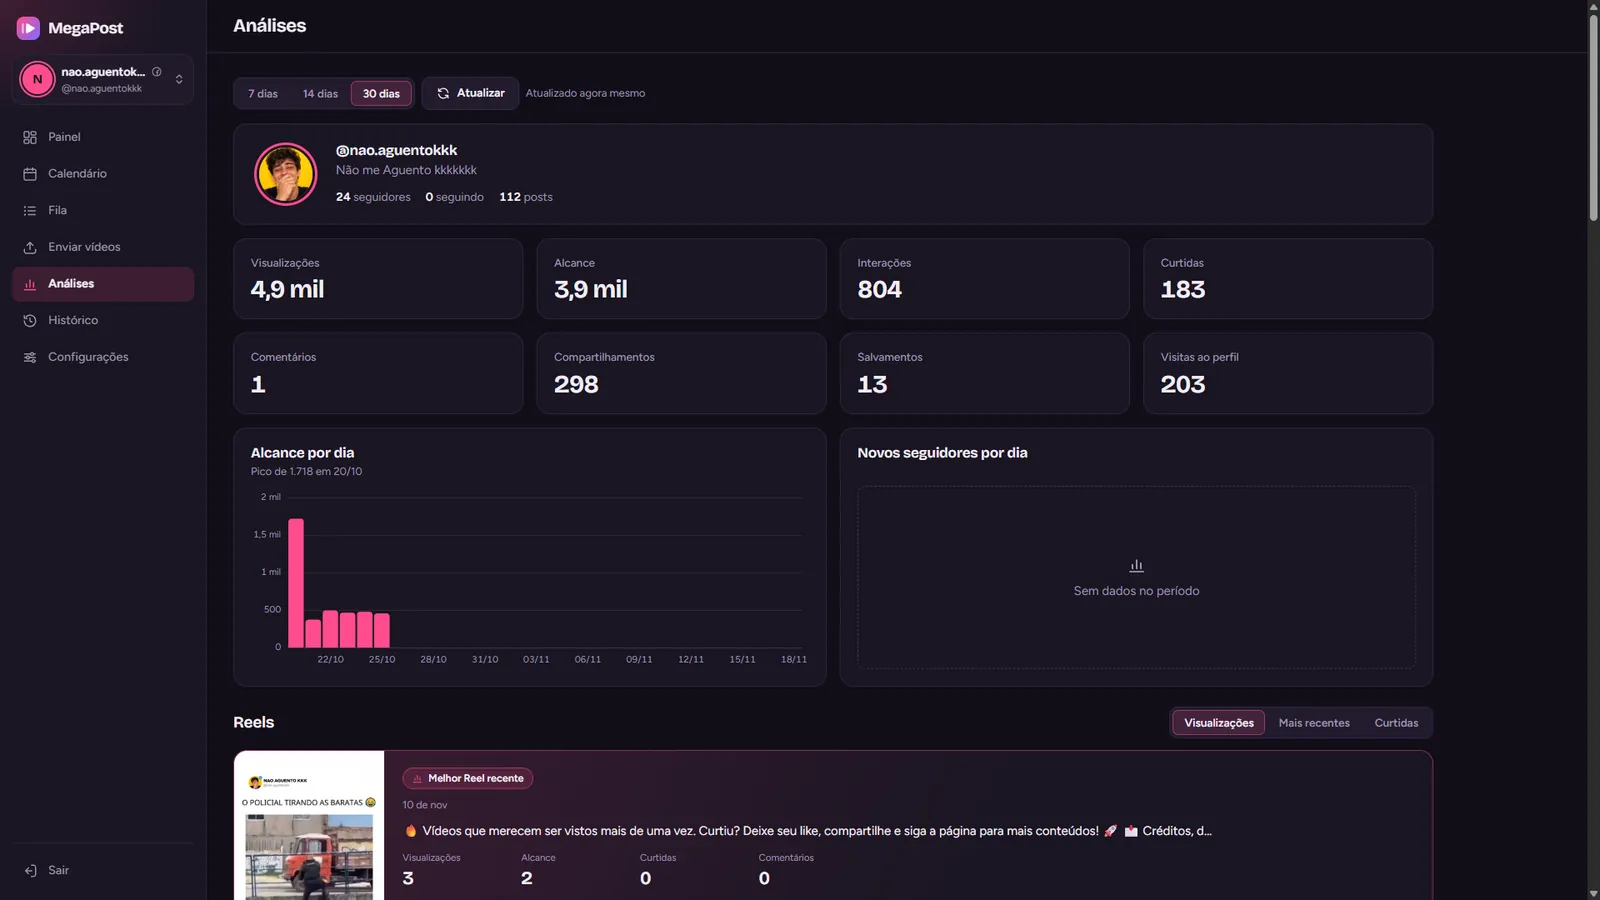 MegaPost
Análises
N
nao.aguentok...
@nao.aguentokkk
Painel
Calendário
Fila
Enviar vídeos
Análises
Histórico
Configurações
Sair
7 dias
14 dias
30 dias
Atualizar
Atualizado agora mesmo
@nao.aguentokkk
Não me Aguento kkkkkkk
24 seguidores 0 seguindo 112 posts
Visualizações
4,9 mil
Alcance
3,9 mil
Interações
804
Curtidas
183
Comentários
1
Compartilhamentos
298
Salvamentos
13
Visitas ao perfil
203
Alcance por dia
Pico de 1.718 em 20/10
2 mil
1,5 mil
1 mil
500
0
22/10 25/10 28/10 31/10 03/11 06/11 09/11 12/11 15/11 18/11
Novos seguidores por dia
Sem dados no período
Reels
Visualizações
Mais recentes
Curtidas
NÃO AGUENTO KKK
O POLICIAL TIRANDO AS BARATAS 😂
Melhor Reel recente
10 de nov
🔥 Vídeos que merecem ser vistos mais de uma vez. Curtiu? Deixe seu like, compartilhe e siga a página para mais conteúdos! 🚀 📩 Créditos, d...
Visualizações
3
Alcance
2
Curtidas
0
Comentários
0